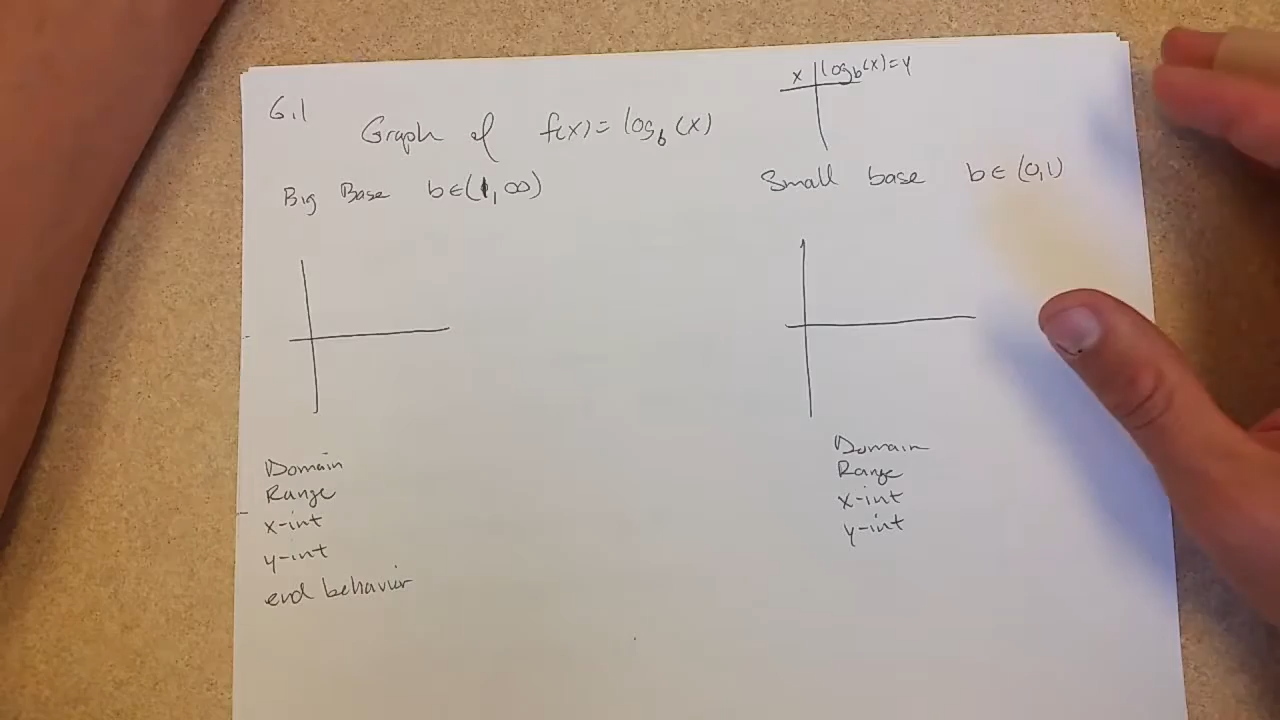 6.1
Graph of f(x) = log_b (x)
x | log_b(x) = y
Big Base b ∈ (1, ∞)
Small base b ∈ (0,1)
Domain
Range
x-int
y-int
end behavior
Domain
Range
x-int
y-int